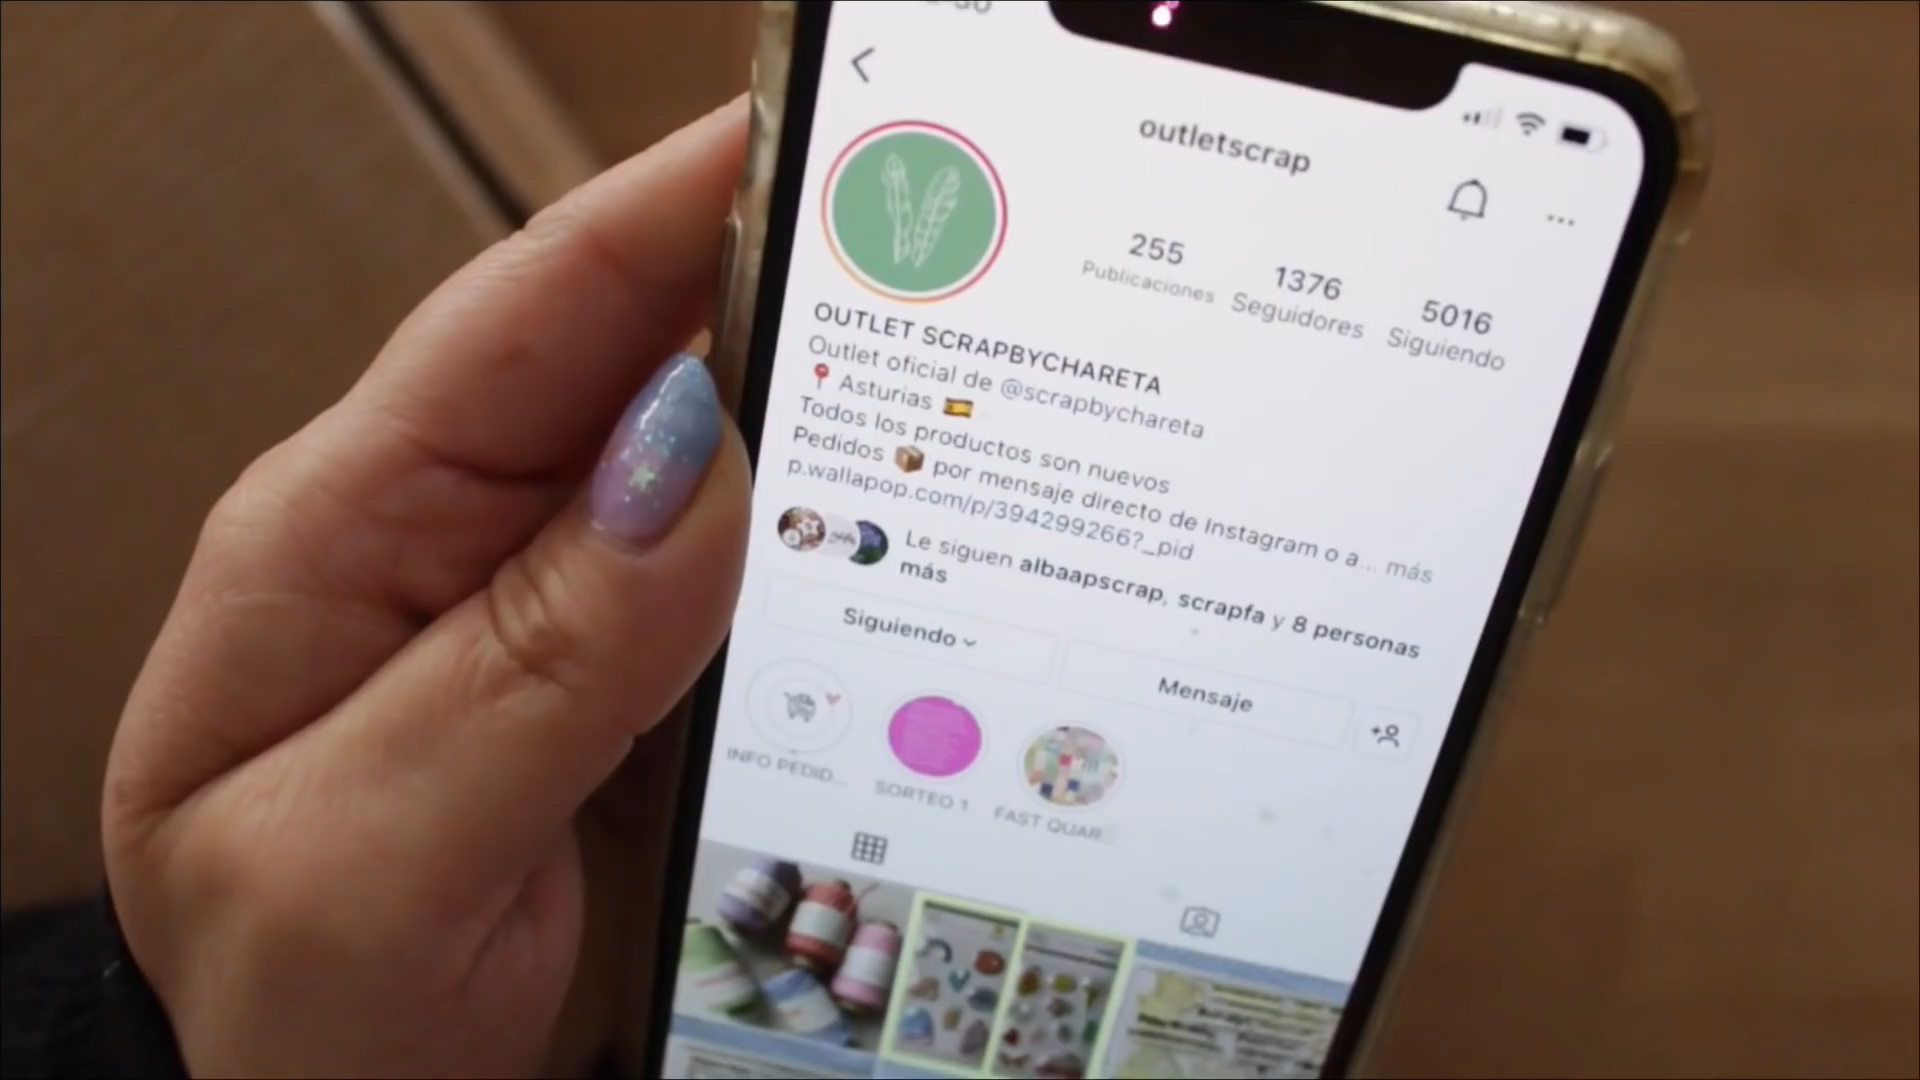 outletscrap
255
Publicaciones
1376
Seguidores
5016
Siguiendo
OUTLET SCRAPBYCHARETA
Outlet oficial de @scrapbychareta
📍 Asturias 🇪🇸
Todos los productos son nuevos
Pedidos 📦 por mensaje directo de Instagram o a... más
p.wallapop.com/p/394299266?_pid
Le siguen albaapscrap, scrapfa y 8 personas
más
Siguiendo
Mensaje
INFO PEDID...
SORTEO 1
FAST QUAR...